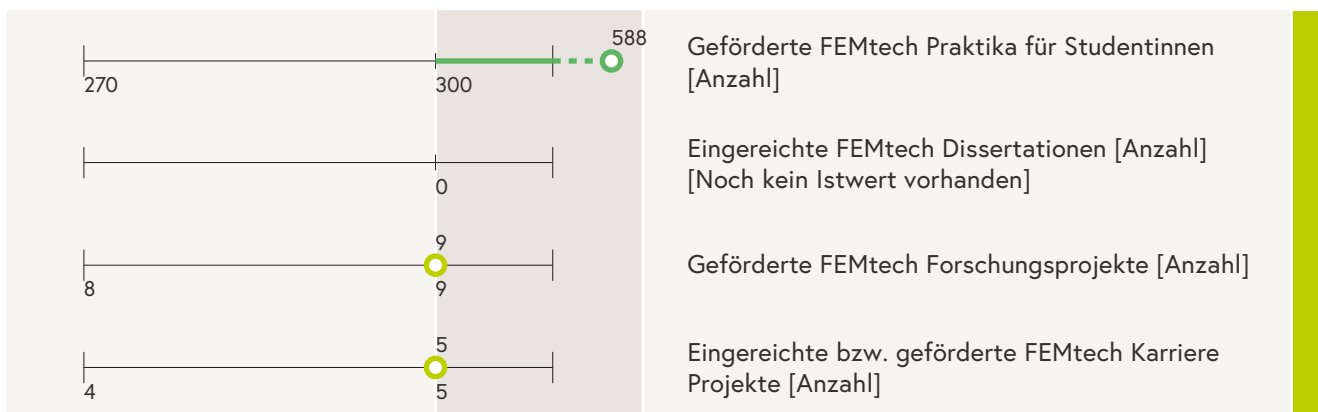 588
270
300
Geförderte FEMtech Praktika für Studentinnen
[Anzahl]
0
Eingereichte FEMtech Dissertationen [Anzahl]
[Noch kein Istwert vorhanden]
9
8
9
Geförderte FEMtech Forschungsprojekte [Anzahl]
5
4
5
Eingereichte bzw. geförderte FEMtech Karriere
Projekte [Anzahl]